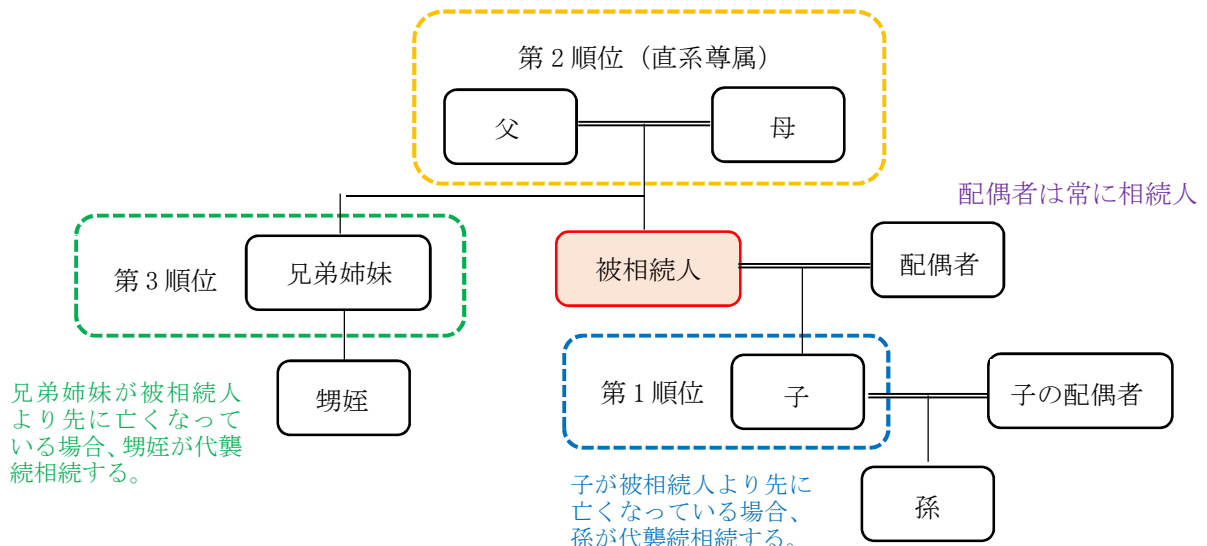 第2順位（直系尊属）
父
母
配偶者は常に相続人
第3順位
兄弟姉妹
被相続人
配偶者
甥姪
兄弟姉妹が被相続人
より先に亡くなって
いる場合、甥姪が代襲
続相続する。
第1順位
子
子の配偶者
孫
子が被相続人より先に
亡くなっている場合、
孫が代襲続相続する。